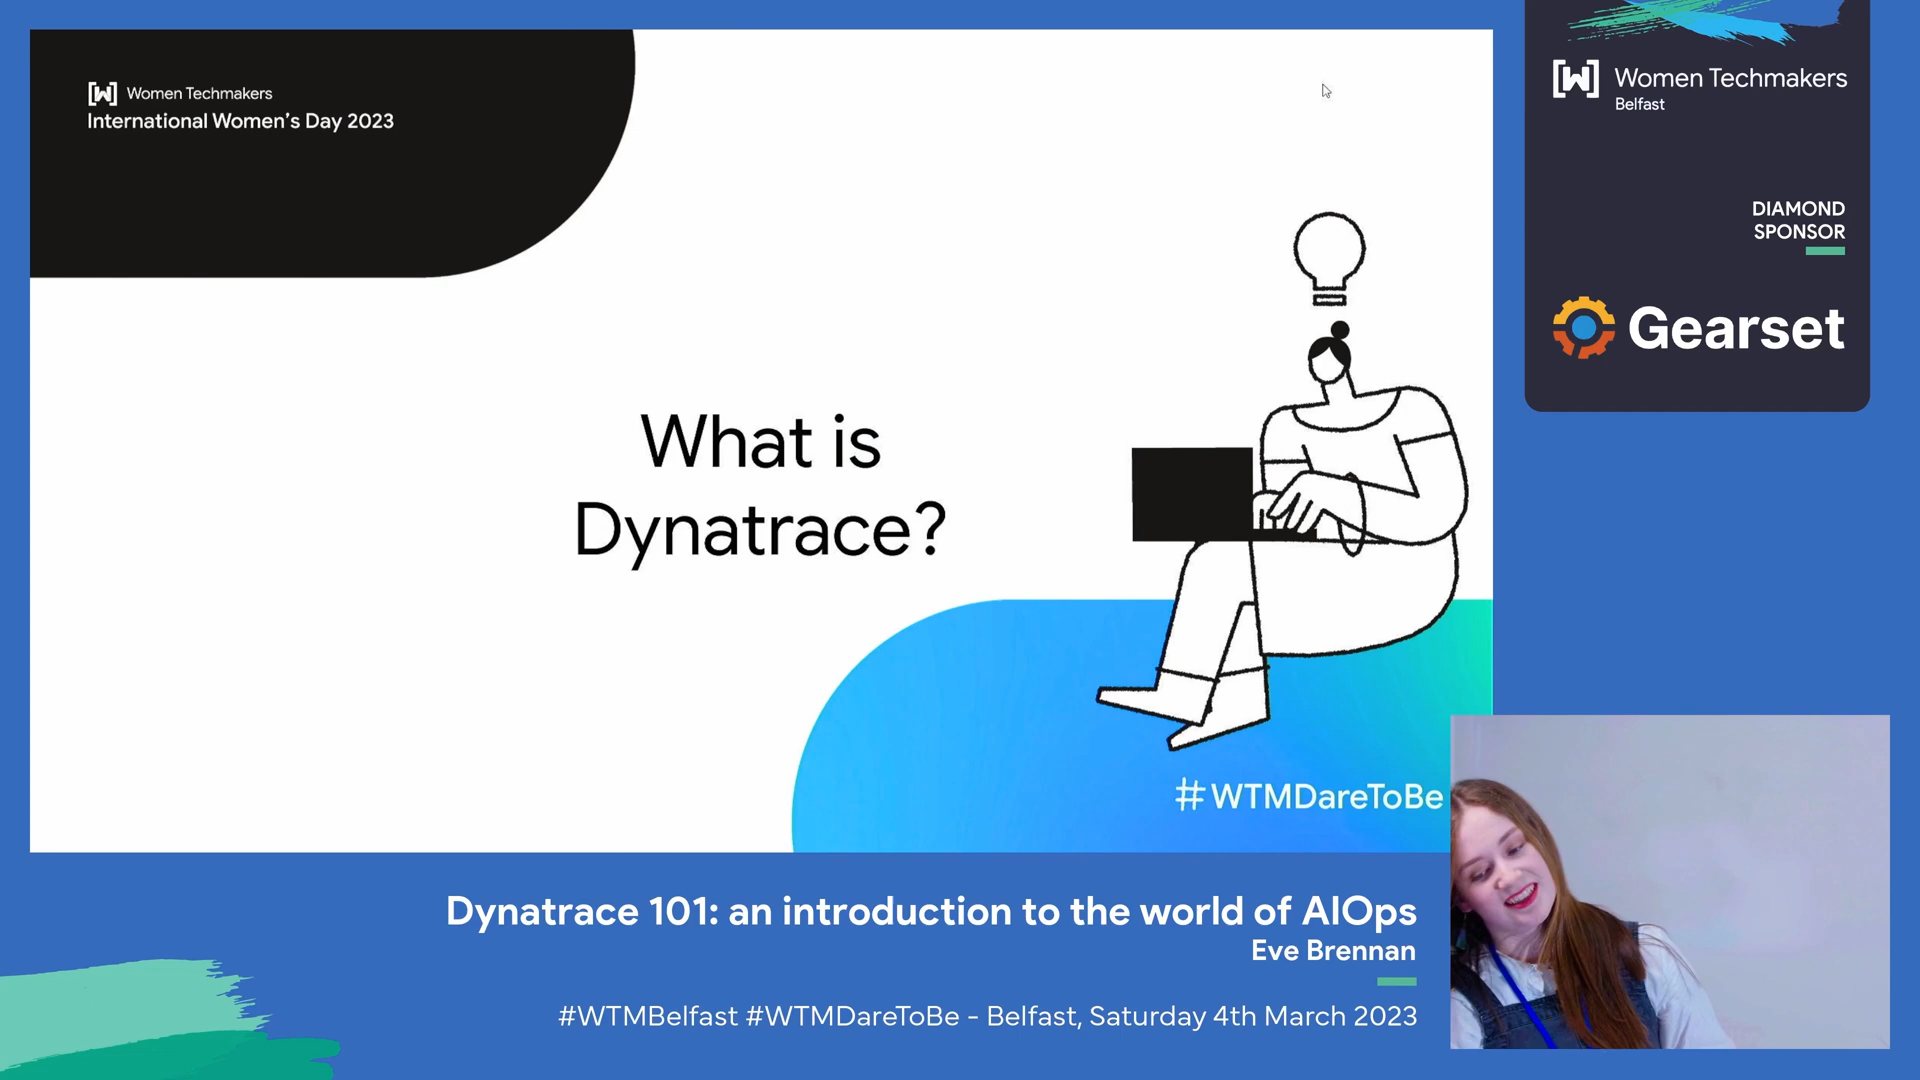 Women Techmakers
International Women's Day 2023
What is
Dynatrace?
#WTMDareToBe
Women Techmakers
Belfast
DIAMOND
SPONSOR
Gearset
Dynatrace 101: an introduction to the world of AIOps
Eve Brennan
#WTMBelfast #WTMDareToBe - Belfast, Saturday 4th March 2023